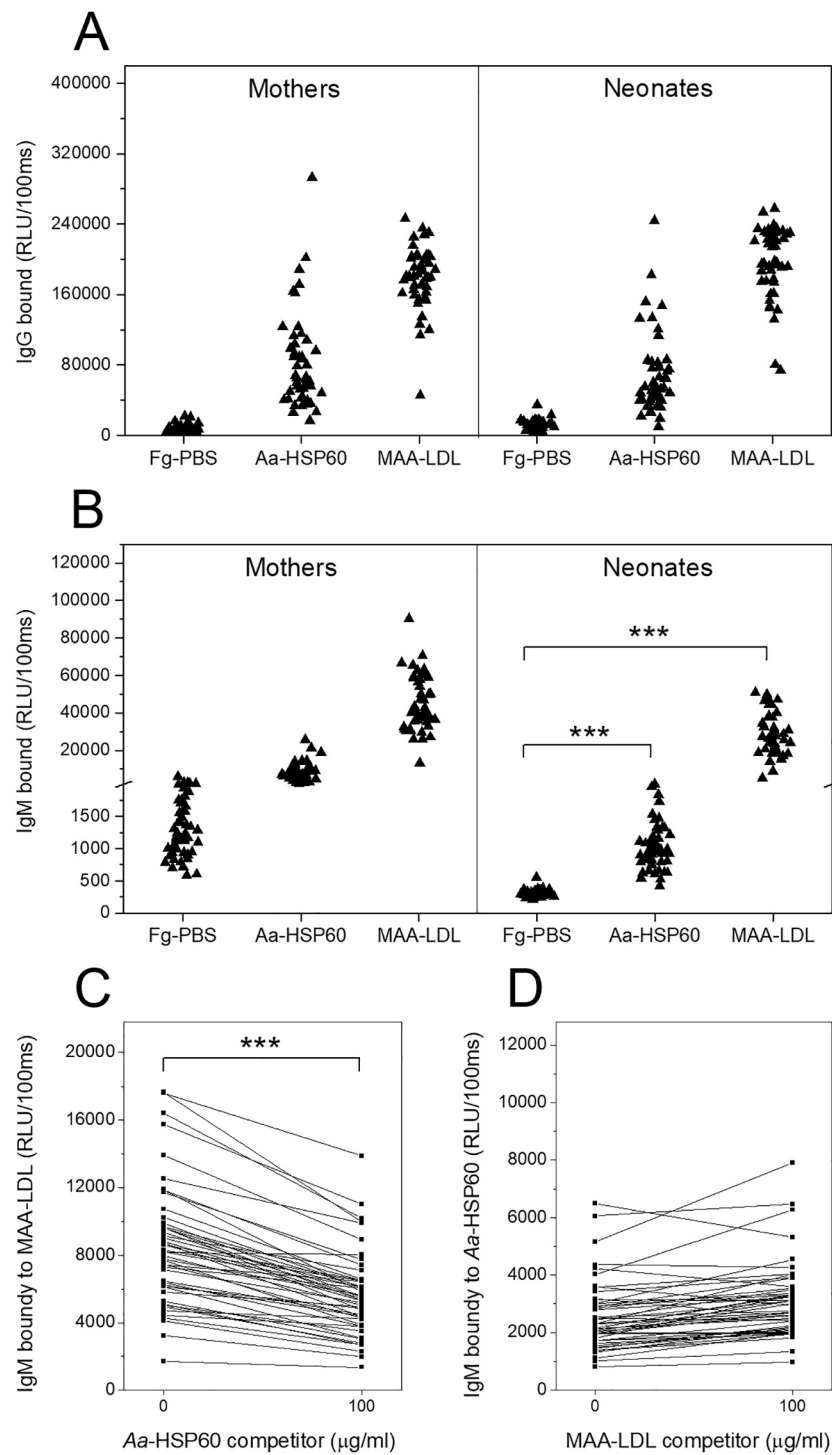 A
Mothers Neonates
IgG bound (RLU/100ms)
400000
320000
240000
160000
80000
0
Fg-PBS Aa-HSP60 MAA-LDL Fg-PBS Aa-HSP60 MAA-LDL
B
Mothers Neonates
IgM bound (RLU/100ms)
120000
100000
80000
60000
40000
20000
1500
1000
500
0
***
***
Fg-PBS Aa-HSP60 MAA-LDL Fg-PBS Aa-HSP60 MAA-LDL
C
IgM boundy to MAA-LDL (RLU/100ms)
20000
16000
12000
8000
4000
0
***
0 100
Aa-HSP60 competitor (μg/ml)
D
IgM boundy to Aa-HSP60 (RLU/100ms)
12000
10000
8000
6000
4000
2000
0
0 100
MAA-LDL competitor (μg/ml)